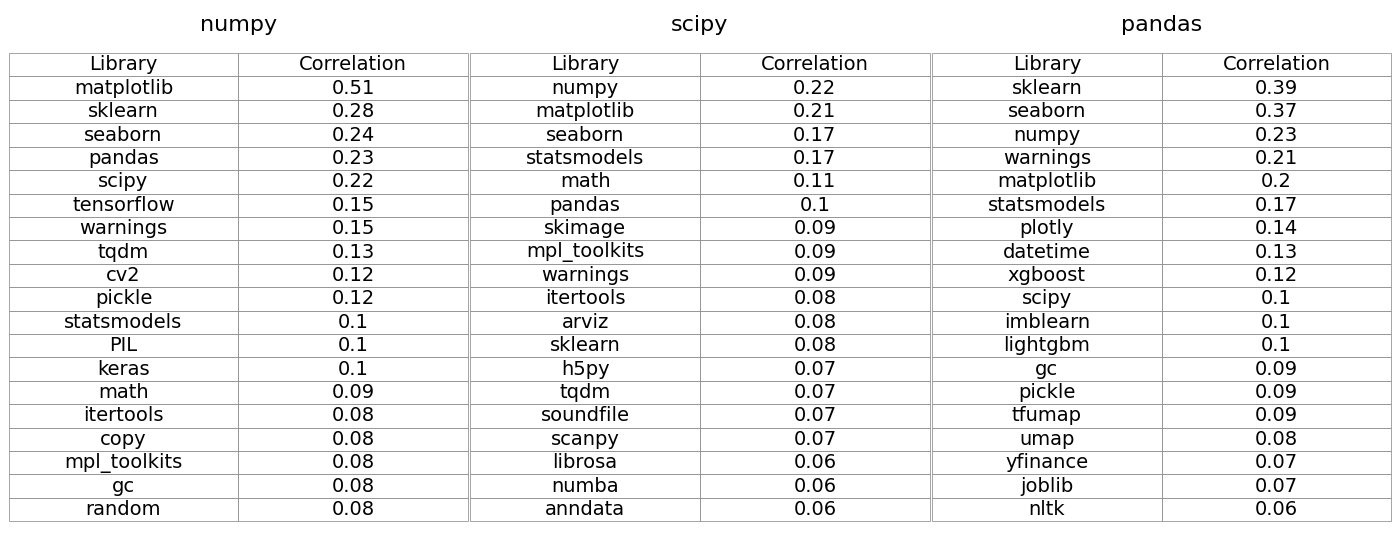 numpy scipy pandas
Library Correlation Library Correlation Library Correlation
matplotlib 0.51 numpy 0.22 sklearn 0.39
sklearn 0.28 matplotlib 0.21 seaborn 0.37
seaborn 0.24 seaborn 0.17 numpy 0.23
pandas 0.23 statsmodels 0.17 warnings 0.21
scipy 0.22 math 0.11 matplotlib 0.2
tensorflow 0.15 pandas 0.1 statsmodels 0.17
warnings 0.15 skimage 0.09 plotly 0.14
tqdm 0.13 mpl_toolkits 0.09 datetime 0.13
cv2 0.12 warnings 0.09 xgboost 0.12
pickle 0.12 itertools 0.08 scipy 0.1
statsmodels 0.1 arviz 0.08 imblearn 0.1
PIL 0.1 sklearn 0.08 lightgbm 0.1
keras 0.1 h5py 0.07 gc 0.09
math 0.09 tqdm 0.07 pickle 0.09
itertools 0.08 soundfile 0.07 tfumap 0.09
copy 0.08 scanpy 0.07 umap 0.08
mpl_toolkits 0.08 librosa 0.06 yfinance 0.07
gc 0.08 numba 0.06 joblib 0.07
random 0.08 anndata 0.06 nltk 0.06